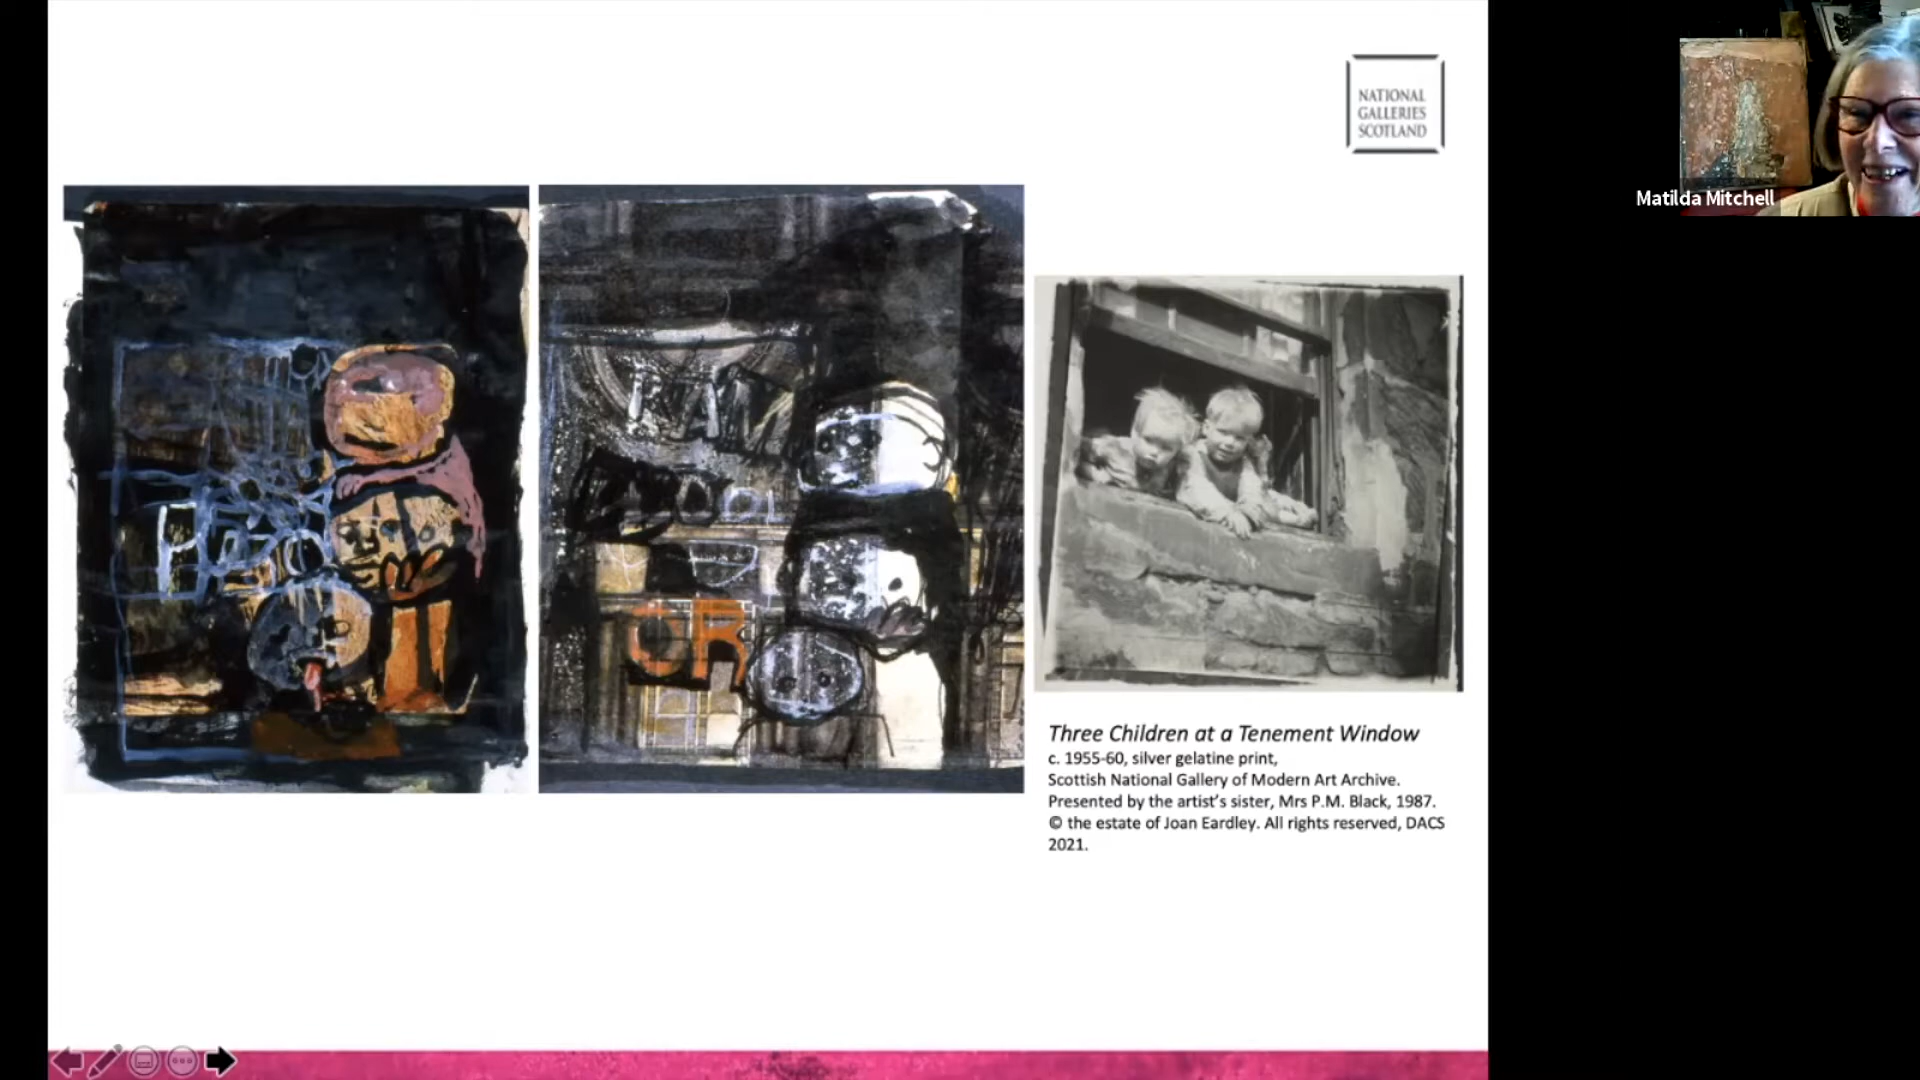 NATIONAL
GALLERIES
SCOTLAND
Matilda Mitchell
OR
Three Children at a Tenement Window
c. 1955-60, silver gelatine print,
Scottish National Gallery of Modern Art Archive.
Presented by the artist's sister, Mrs P.M. Black, 1987.
© the estate of Joan Eardley. All rights reserved, DACS
2021.